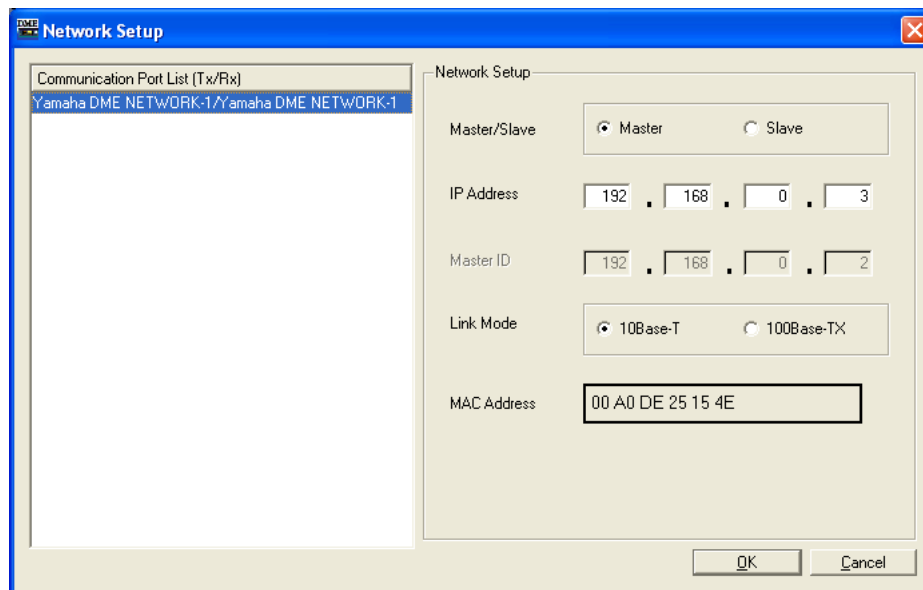 DME Network Setup
Communication Port List (Tx/Rx)
Yamaha DME NETWORK-1/Yamaha DME NETWORK-1
Network Setup
Master/Slave Master Slave
IP Address 192 . 168 . 0 . 3
Master ID 192 . 168 . 0 . 2
Link Mode 10Base-T 100Base-TX
MAC Address 00 A0 DE 25 15 4E
OK Cancel